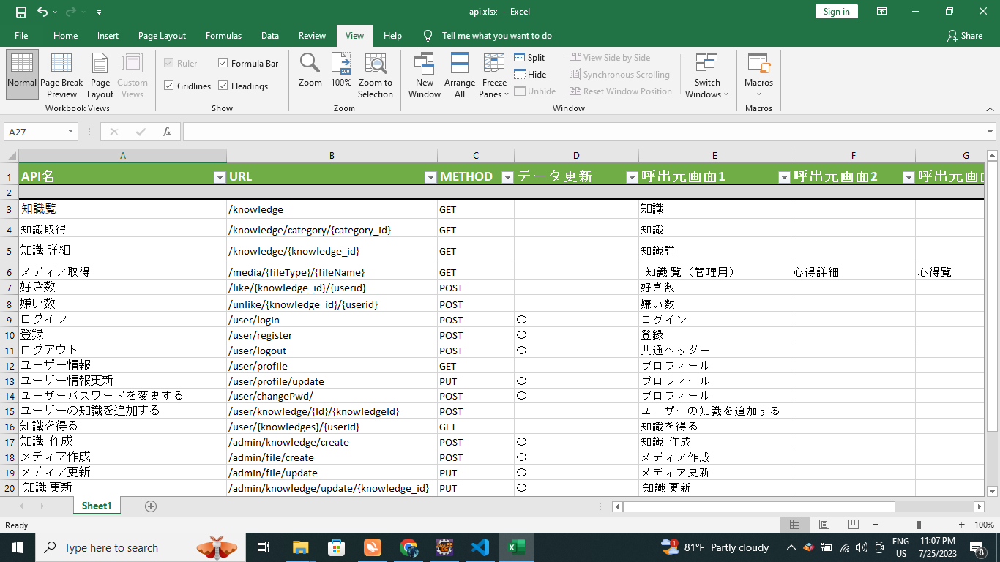 api.xlsx - Excel
Sign in
File Home Insert Page Layout Formulas Data Review View Help Tell me what you want to do Share
Normal Page Break Preview Page Layout Custom Views
Workbook Views
Ruler Formula Bar
Gridlines Headings
Show
Zoom 100% Zoom to Selection
Zoom
New Window Arrange All Freeze Panes
Split
Hide
Unhide
View Side by Side
Synchronous Scrolling
Reset Window Position
Switch Windows
Window
Macros
Macros
A27 fx
A B C D E F G
1 API名 URL METHOD データ更新 呼出元画面1 呼出元画面2 呼出元画面
2
3 知識覧 /knowledge GET 知識
4 知識取得 /knowledge/category/{category_id} GET 知識
5 知識 詳細 /knowledge/{knowledge_id} GET 知識詳
6 メディア取得 /media/{fileType}/{fileName} GET 知識 覧（管理用） 心得詳細 心得覧
7 好き数 /like/{knowledge_id}/{userid} POST 好き数
8 嫌い数 /unlike/{knowledge_id}/{userid} POST 嫌い数
9 ログイン /user/login POST ○ ログイン
10 登録 /user/register POST ○ 登録
11 ログアウト /user/logout POST ○ 共通ヘッダー
12 ユーザー情報 /user/profile GET プロフィール
13 ユーザー情報更新 /user/profile/update PUT ○ プロフィール
14 ユーザーパスワードを変更する /user/changePwd/ POST ○ プロフィール
15 ユーザーの知識を追加する /user/knowledge/{Id}/{knowledgeId} POST ユーザーの知識を追加する
16 知識を得る /user/{knowledges}/{userId} GET 知識を得る
17 知識 作成 /admin/knowledge/create POST ○ 知識 作成
18 メディア作成 /admin/file/create POST ○ メディア作成
19 メディア更新 /admin/file/update PUT ○ メディア更新
20 知識 更新 /admin/knowledge/update/{knowledge_id} PUT ○ 知識 更新
Sheet1
Ready 100%
Type here to search 1 81°F Partly cloudy ENG US 11:07 PM 7/25/2023 8